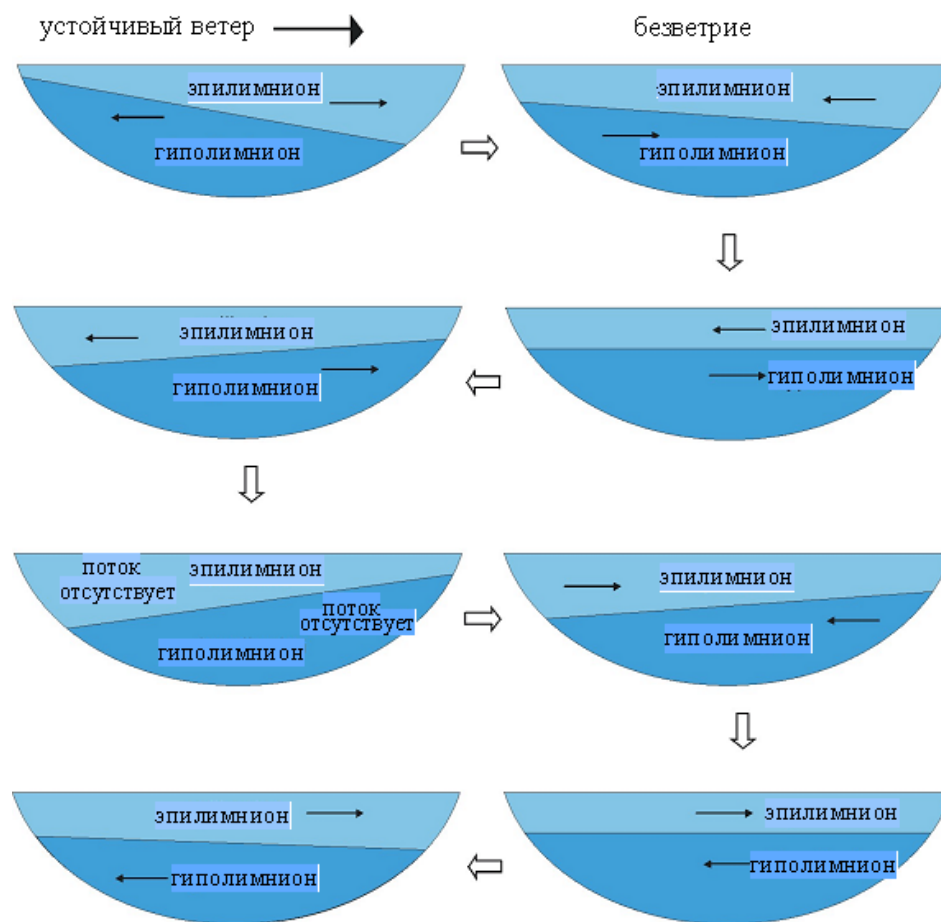 устойчивый ветер
безветрие
эпилимнион
гиполимнион
эпилимнион
гиполимнион
эпилимнион
гиполимнион
эпилимнион
гиполимнион
поток
отсутствует
эпилимнион
поток
отсутствует
гиполимнион
эпилимнион
гиполимнион
эпилимнион
гиполимнион
эпилимнион
гиполимнион